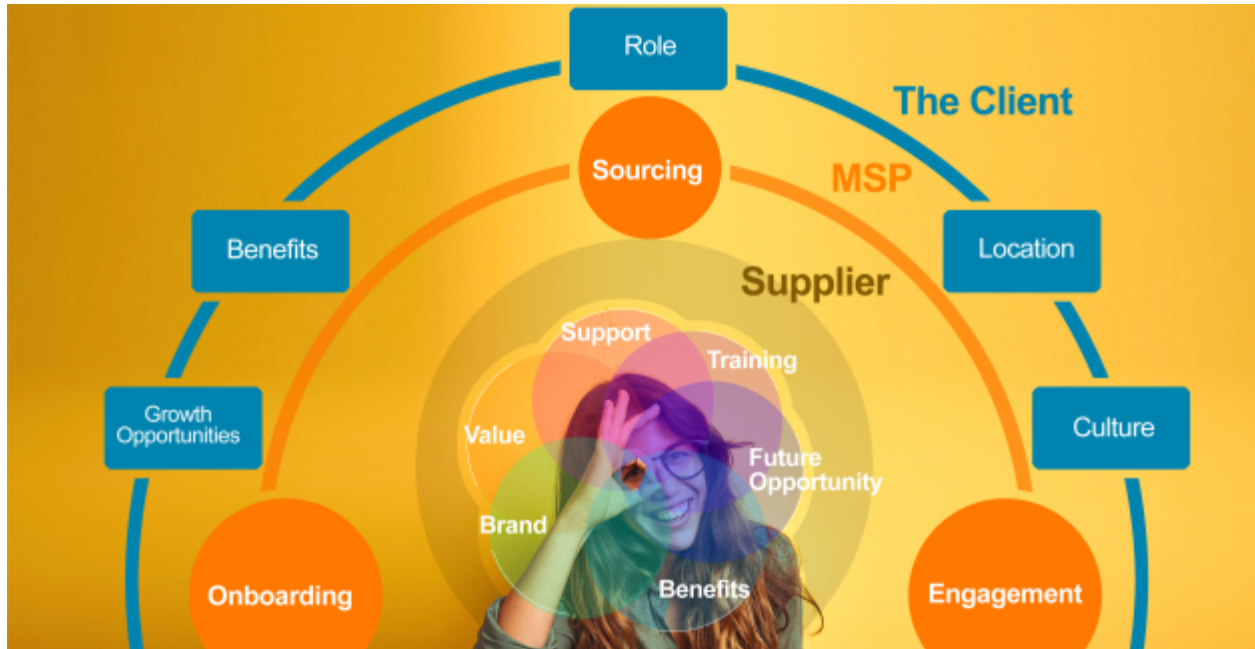 Role
The Client
Sourcing
MSP
Benefits
Location
Supplier
Support
Training
Growth
Opportunities
Value
Culture
Future
Opportunity
Brand
Benefits
Onboarding
Engagement